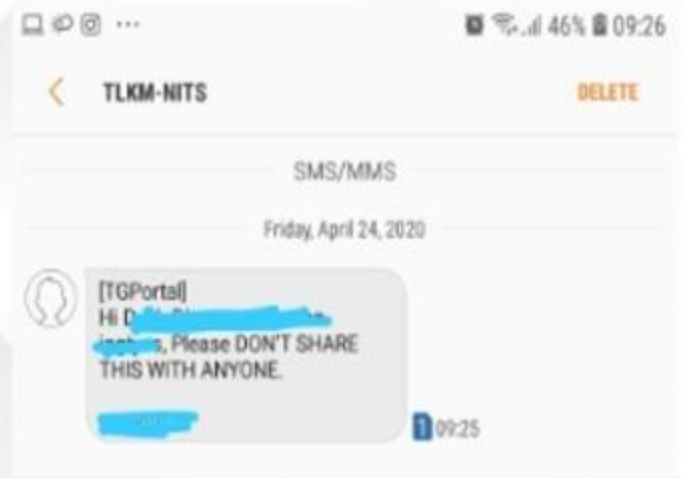 46% 09:26
TLKM-NITS
DELETE
SMS/MMS
Friday, April 24, 2020
[TGPortal]
Hi D
s, Please DON'T SHARE
THIS WITH ANYONE.
1 09:25